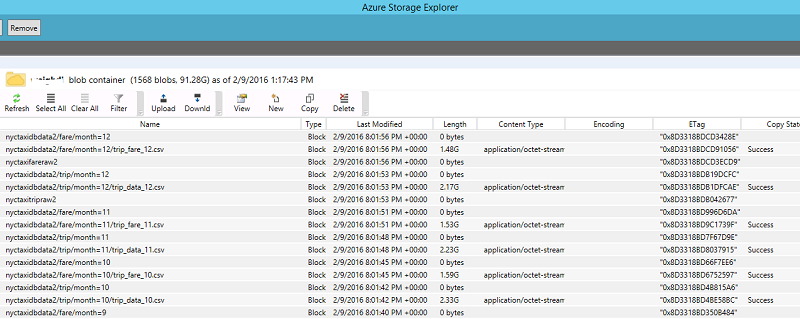 Azure Storage Explorer
Remove
blob container (1568 blobs, 91.28G) as of 2/9/2016 1:17:43 PM
Refresh Select All Clear All Filter Upload Downld View New Copy Delete
Name Type Last Modified Length Content Type Encoding ETag Copy State
nyctaxidbdata2/fare/month=12 Block 2/9/2016 8:01:56 PM +00:00 0 bytes "0x8D3318BDCD3428E"
nyctaxidbdata2/fare/month=12/trip_fare_12.csv Block 2/9/2016 8:01:56 PM +00:00 1.48G application/octet-stream "0x8D3318BDCD91056" Success
nyctaxifareraw2 Block 2/9/2016 8:01:56 PM +00:00 0 bytes "0x8D3318BDCD3ECD9"
nyctaxidbdata2/trip/month=12 Block 2/9/2016 8:01:53 PM +00:00 0 bytes "0x8D3318BDB19DCFC"
nyctaxidbdata2/trip/month=12/trip_data_12.csv Block 2/9/2016 8:01:53 PM +00:00 2.17G application/octet-stream "0x8D3318BDB1DFCAE" Success
nyctaxitripraw2 Block 2/9/2016 8:01:53 PM +00:00 0 bytes "0x8D3318BDB042677"
nyctaxidbdata2/fare/month=11 Block 2/9/2016 8:01:51 PM +00:00 0 bytes "0x8D3318BD996D6DA"
nyctaxidbdata2/fare/month=11/trip_fare_11.csv Block 2/9/2016 8:01:51 PM +00:00 1.53G application/octet-stream "0x8D3318BD9C1739F" Success
nyctaxidbdata2/trip/month=11 Block 2/9/2016 8:01:48 PM +00:00 0 bytes "0x8D3318BD7F67D9E"
nyctaxidbdata2/trip/month=11/trip_data_11.csv Block 2/9/2016 8:01:48 PM +00:00 2.23G application/octet-stream "0x8D3318BD8037915" Success
nyctaxidbdata2/fare/month=10 Block 2/9/2016 8:01:45 PM +00:00 0 bytes "0x8D3318BD66F7EE6"
nyctaxidbdata2/fare/month=10/trip_fare_10.csv Block 2/9/2016 8:01:45 PM +00:00 1.59G application/octet-stream "0x8D3318BD6752597" Success
nyctaxidbdata2/trip/month=10 Block 2/9/2016 8:01:42 PM +00:00 0 bytes "0x8D3318BD4B815A6"
nyctaxidbdata2/trip/month=10/trip_data_10.csv Block 2/9/2016 8:01:42 PM +00:00 2.33G application/octet-stream "0x8D3318BD4BE58BC" Success
nyctaxidbdata2/fare/month=9 Block 2/9/2016 8:01:40 PM +00:00 0 bytes "0x8D3318BD350B484"